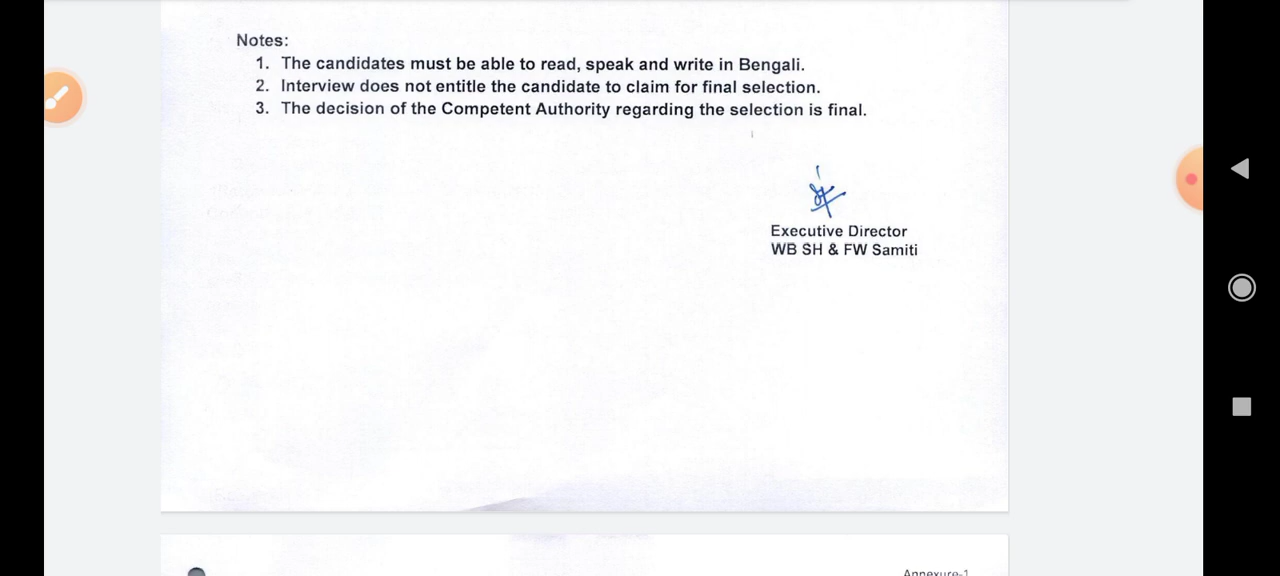 Notes:
1. The candidates must be able to read, speak and write in Bengali.
2. Interview does not entitle the candidate to claim for final selection.
3. The decision of the Competent Authority regarding the selection is final.
Executive Director
WB SH & FW Samiti
Annexure-1